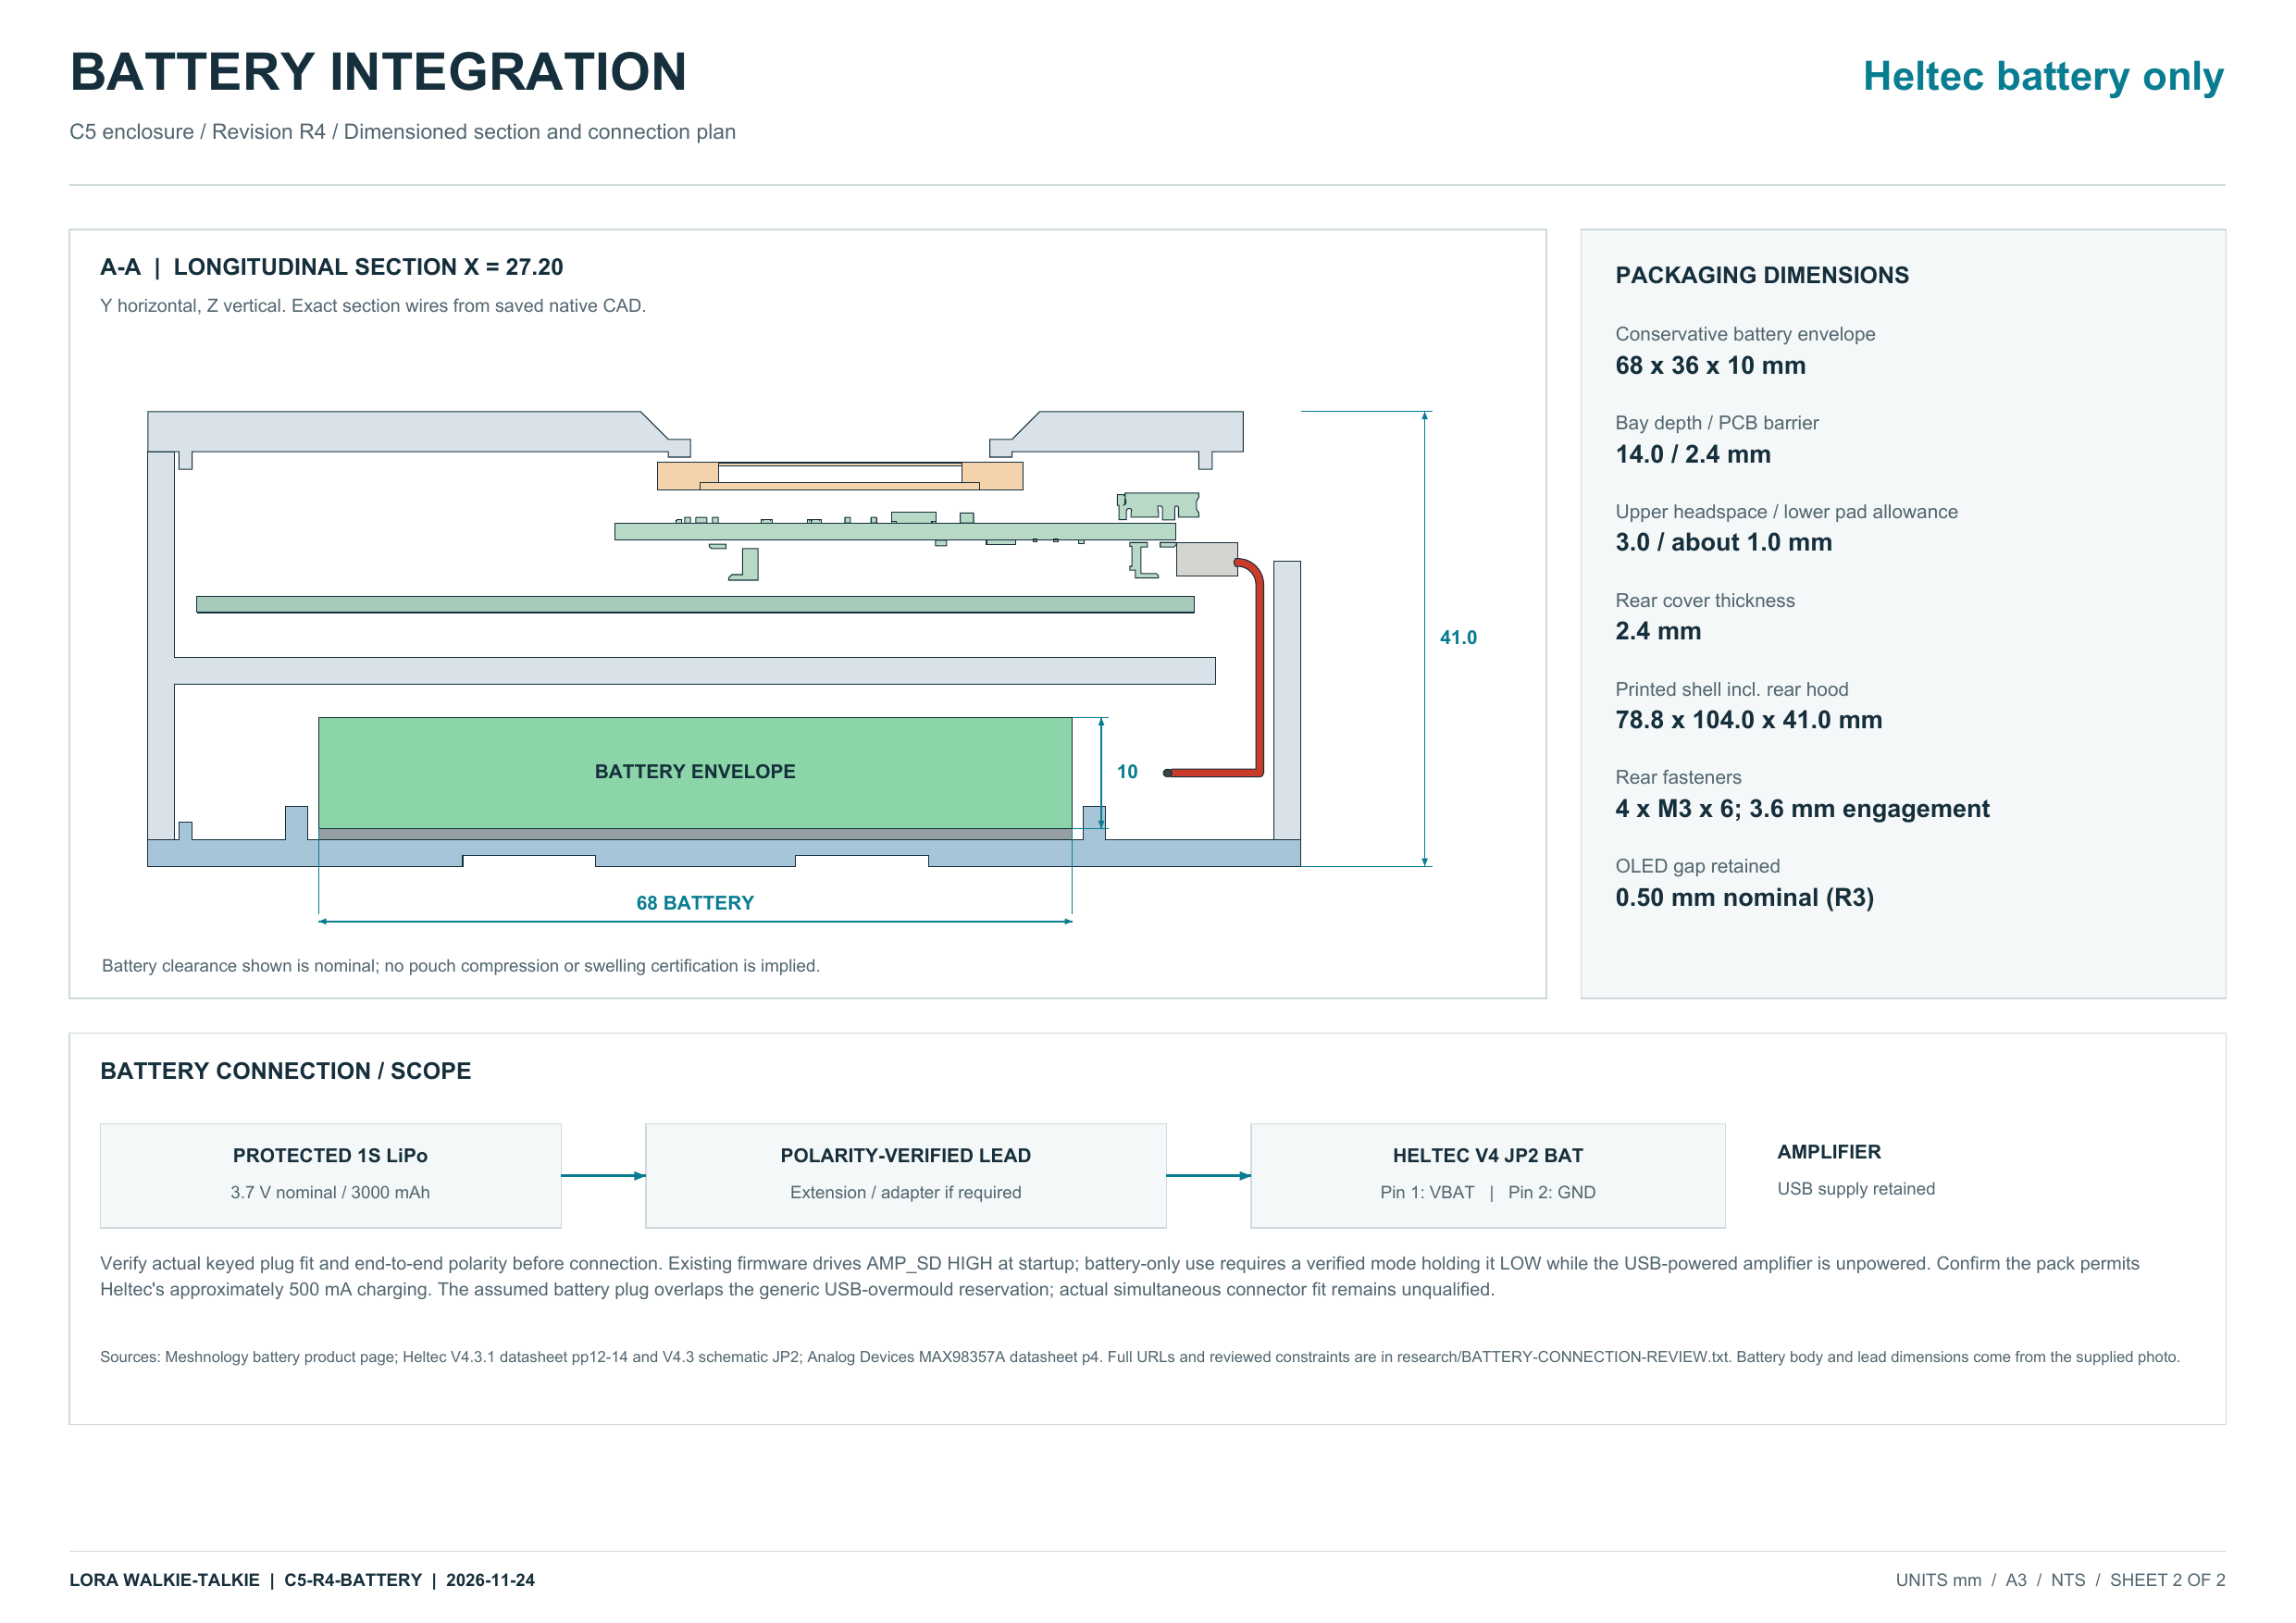 BATTERY INTEGRATION
Heltec battery only
C5 enclosure / Revision R4 / Dimensioned section and connection plan
A-A | LONGITUDINAL SECTION X = 27.20
Y horizontal, Z vertical. Exact section wires from saved native CAD.
41.0
BATTERY ENVELOPE
10
68 BATTERY
Battery clearance shown is nominal; no pouch compression or swelling certification is implied.
PACKAGING DIMENSIONS
Conservative battery envelope
68 x 36 x 10 mm
Bay depth / PCB barrier
14.0 / 2.4 mm
Upper headspace / lower pad allowance
3.0 / about 1.0 mm
Rear cover thickness
2.4 mm
Printed shell incl. rear hood
78.8 x 104.0 x 41.0 mm
Rear fasteners
4 x M3 x 6; 3.6 mm engagement
OLED gap retained
0.50 mm nominal (R3)
BATTERY CONNECTION / SCOPE
PROTECTED 1S LiPo
3.7 V nominal / 3000 mAh
POLARITY-VERIFIED LEAD
Extension / adapter if required
HELTEC V4 JP2 BAT
Pin 1: VBAT | Pin 2: GND
AMPLIFIER
USB supply retained
Verify actual keyed plug fit and end-to-end polarity before connection. Existing firmware drives AMP_SD HIGH at startup; battery-only use requires a verified mode holding it LOW while the USB-powered amplifier is unpowered. Confirm the pack permits
Heltec's approximately 500 mA charging. The assumed battery plug overlaps the generic USB-overmould reservation; actual simultaneous connector fit remains unqualified.
Sources: Meshnology battery product page; Heltec V4.3.1 datasheet pp12-14 and V4.3 schematic JP2; Analog Devices MAX98357A datasheet p4. Full URLs and reviewed constraints are in research/BATTERY-CONNECTION-REVIEW.txt. Battery body and lead dimensions come from the supplied photo.
LORA WALKIE-TALKIE | C5-R4-BATTERY | 2026-11-24
UNITS mm / A3 / NTS / SHEET 2 OF 2